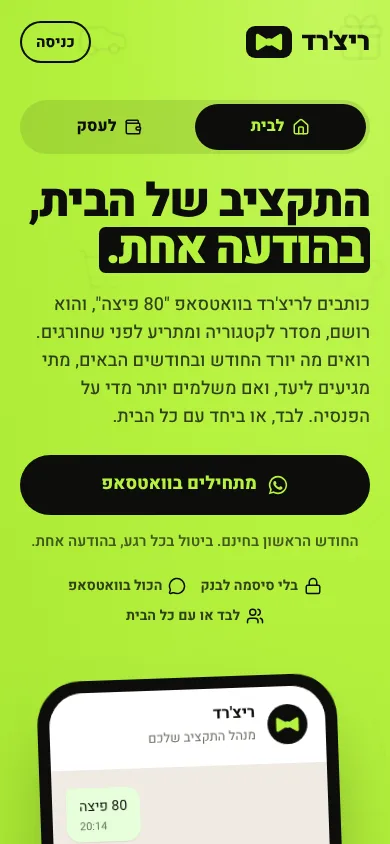 ריצ'רד
כניסה
לבית
לעסק
התקציב של הבית,
בהודעה אחת.
כותבים לריצ'רד בוואטסאפ "80 פיצה", והוא
רושם, מסדר לקטגוריה ומתריע לפני שחורגים.
רואים מה יורד החודש ובחודשים הבאים, מתי
מגיעים ליעד, ואם משלמים יותר מדי על
הפנסיה. לבד, או ביחד עם כל הבית.
מתחילים בוואטסאפ
החודש הראשון בחינם. ביטול בכל רגע, בהודעה אחת.
בלי סיסמה לבנק
הכול בוואטסאפ
לבד או עם כל הבית
ריצ'רד
מנהל התקציב שלכם
80 פיצה
20:14